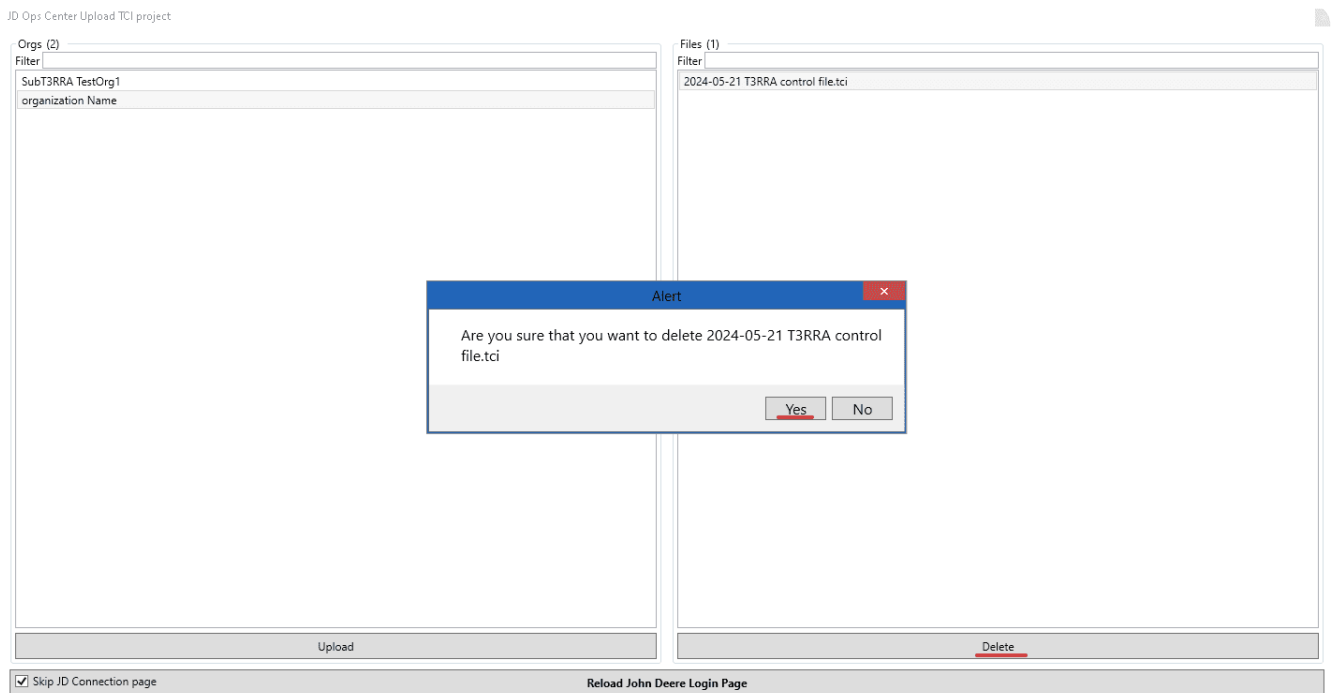 JD Ops Center Upload TCI project
Orgs (2)
Filter
SubT3RRA TestOrg1
organization Name
Files (1)
Filter
2024-05-21 T3RRA control file.tci
Alert
Are you sure that you want to delete 2024-05-21 T3RRA control
file.tci
Yes
No
Upload
Delete
Skip JD Connection page
Reload John Deere Login Page